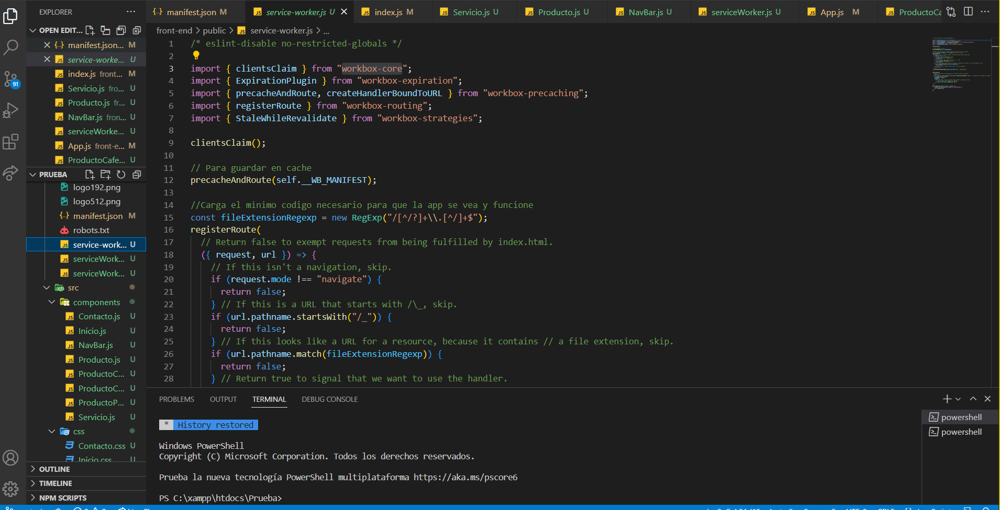 EXPLORER
OPEN EDIT...
manifest.json... M
service-worke... U
index.js front... M
Servicio.js fro... U
Producto.js fr... U
NavBar.js fron... U
serviceWorke... U
App.js front-e... M
ProductoCafe... U
91
PRUEBA
logo192.png
logo512.png
manifest.json M
robots.txt
service-work... U
serviceWork... U
serviceWork... U
src
components
Contacto.js U
Inicio.js U
NavBar.js U
Producto.js U
ProductoC... U
ProductoC... U
ProductoP... U
Servicio.js U
css
Contacto.css U
Inicio.css U
OUTLINE
TIMELINE
NPM SCRIPTS
manifest.json M
service-worker.js U
index.js M
Servicio.js U
Producto.js U
NavBar.js U
serviceWorker.js U
App.js M
ProductoCa
front-end > public > service-worker.js > ...
1 /* eslint-disable no-restricted-globals */
2
3 import { clientsClaim } from "workbox-core";
4 import { ExpirationPlugin } from "workbox-expiration";
5 import { precacheAndRoute, createHandlerBoundToURL } from "workbox-precaching";
6 import { registerRoute } from "workbox-routing";
7 import { StaleWhileRevalidate } from "workbox-strategies";
8
9 clientsClaim();
10
11 // Para guardar en cache
12 precacheAndRoute(self.__WB_MANIFEST);
13
14 //Carga el minimo codigo necesario para que la app se vea y funcione
15 const fileExtensionRegexp = new RegExp("/[^/?]+\\.[^/]+$");
16 registerRoute(
17 // Return false to exempt requests from being fulfilled by index.html.
18 ({ request, url }) => {
19 // If this isn't a navigation, skip.
20 if (request.mode !== "navigate") {
21 return false;
22 } // If this is a URL that starts with /\_, skip.
23 if (url.pathname.startsWith("/_")) {
24 return false;
25 } // If this looks like a URL for a resource, because it contains // a file extension, skip.
26 if (url.pathname.match(fileExtensionRegexp)) {
27 return false;
28 } // Return true to signal that we want to use the handler.
PROBLEMS OUTPUT TERMINAL DEBUG CONSOLE
* History restored
Windows PowerShell
Copyright (C) Microsoft Corporation. Todos los derechos reservados.
Prueba la nueva tecnología PowerShell multiplataforma https://aka.ms/pscore6
PS C:\xampp\htdocs\Prueba>
powershell
powershell